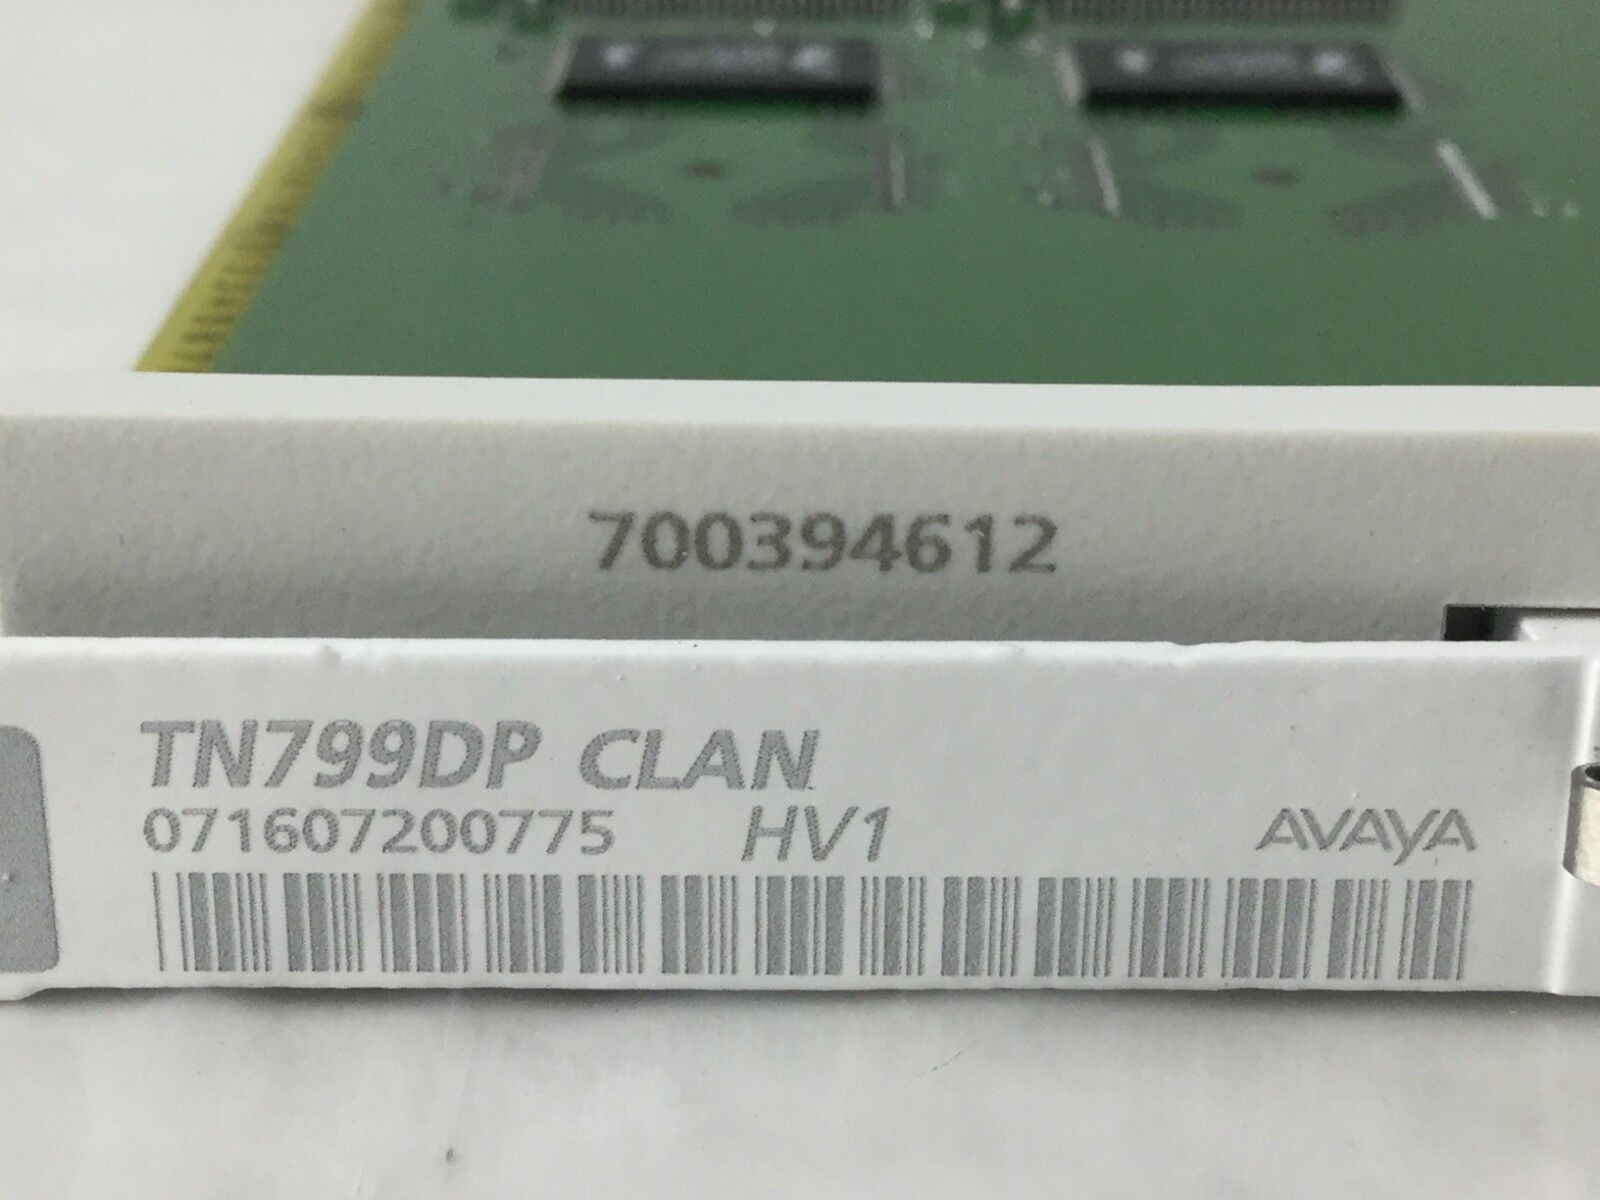 700394612
TN799DP CLAN
071607200775 HV1 AVAYA